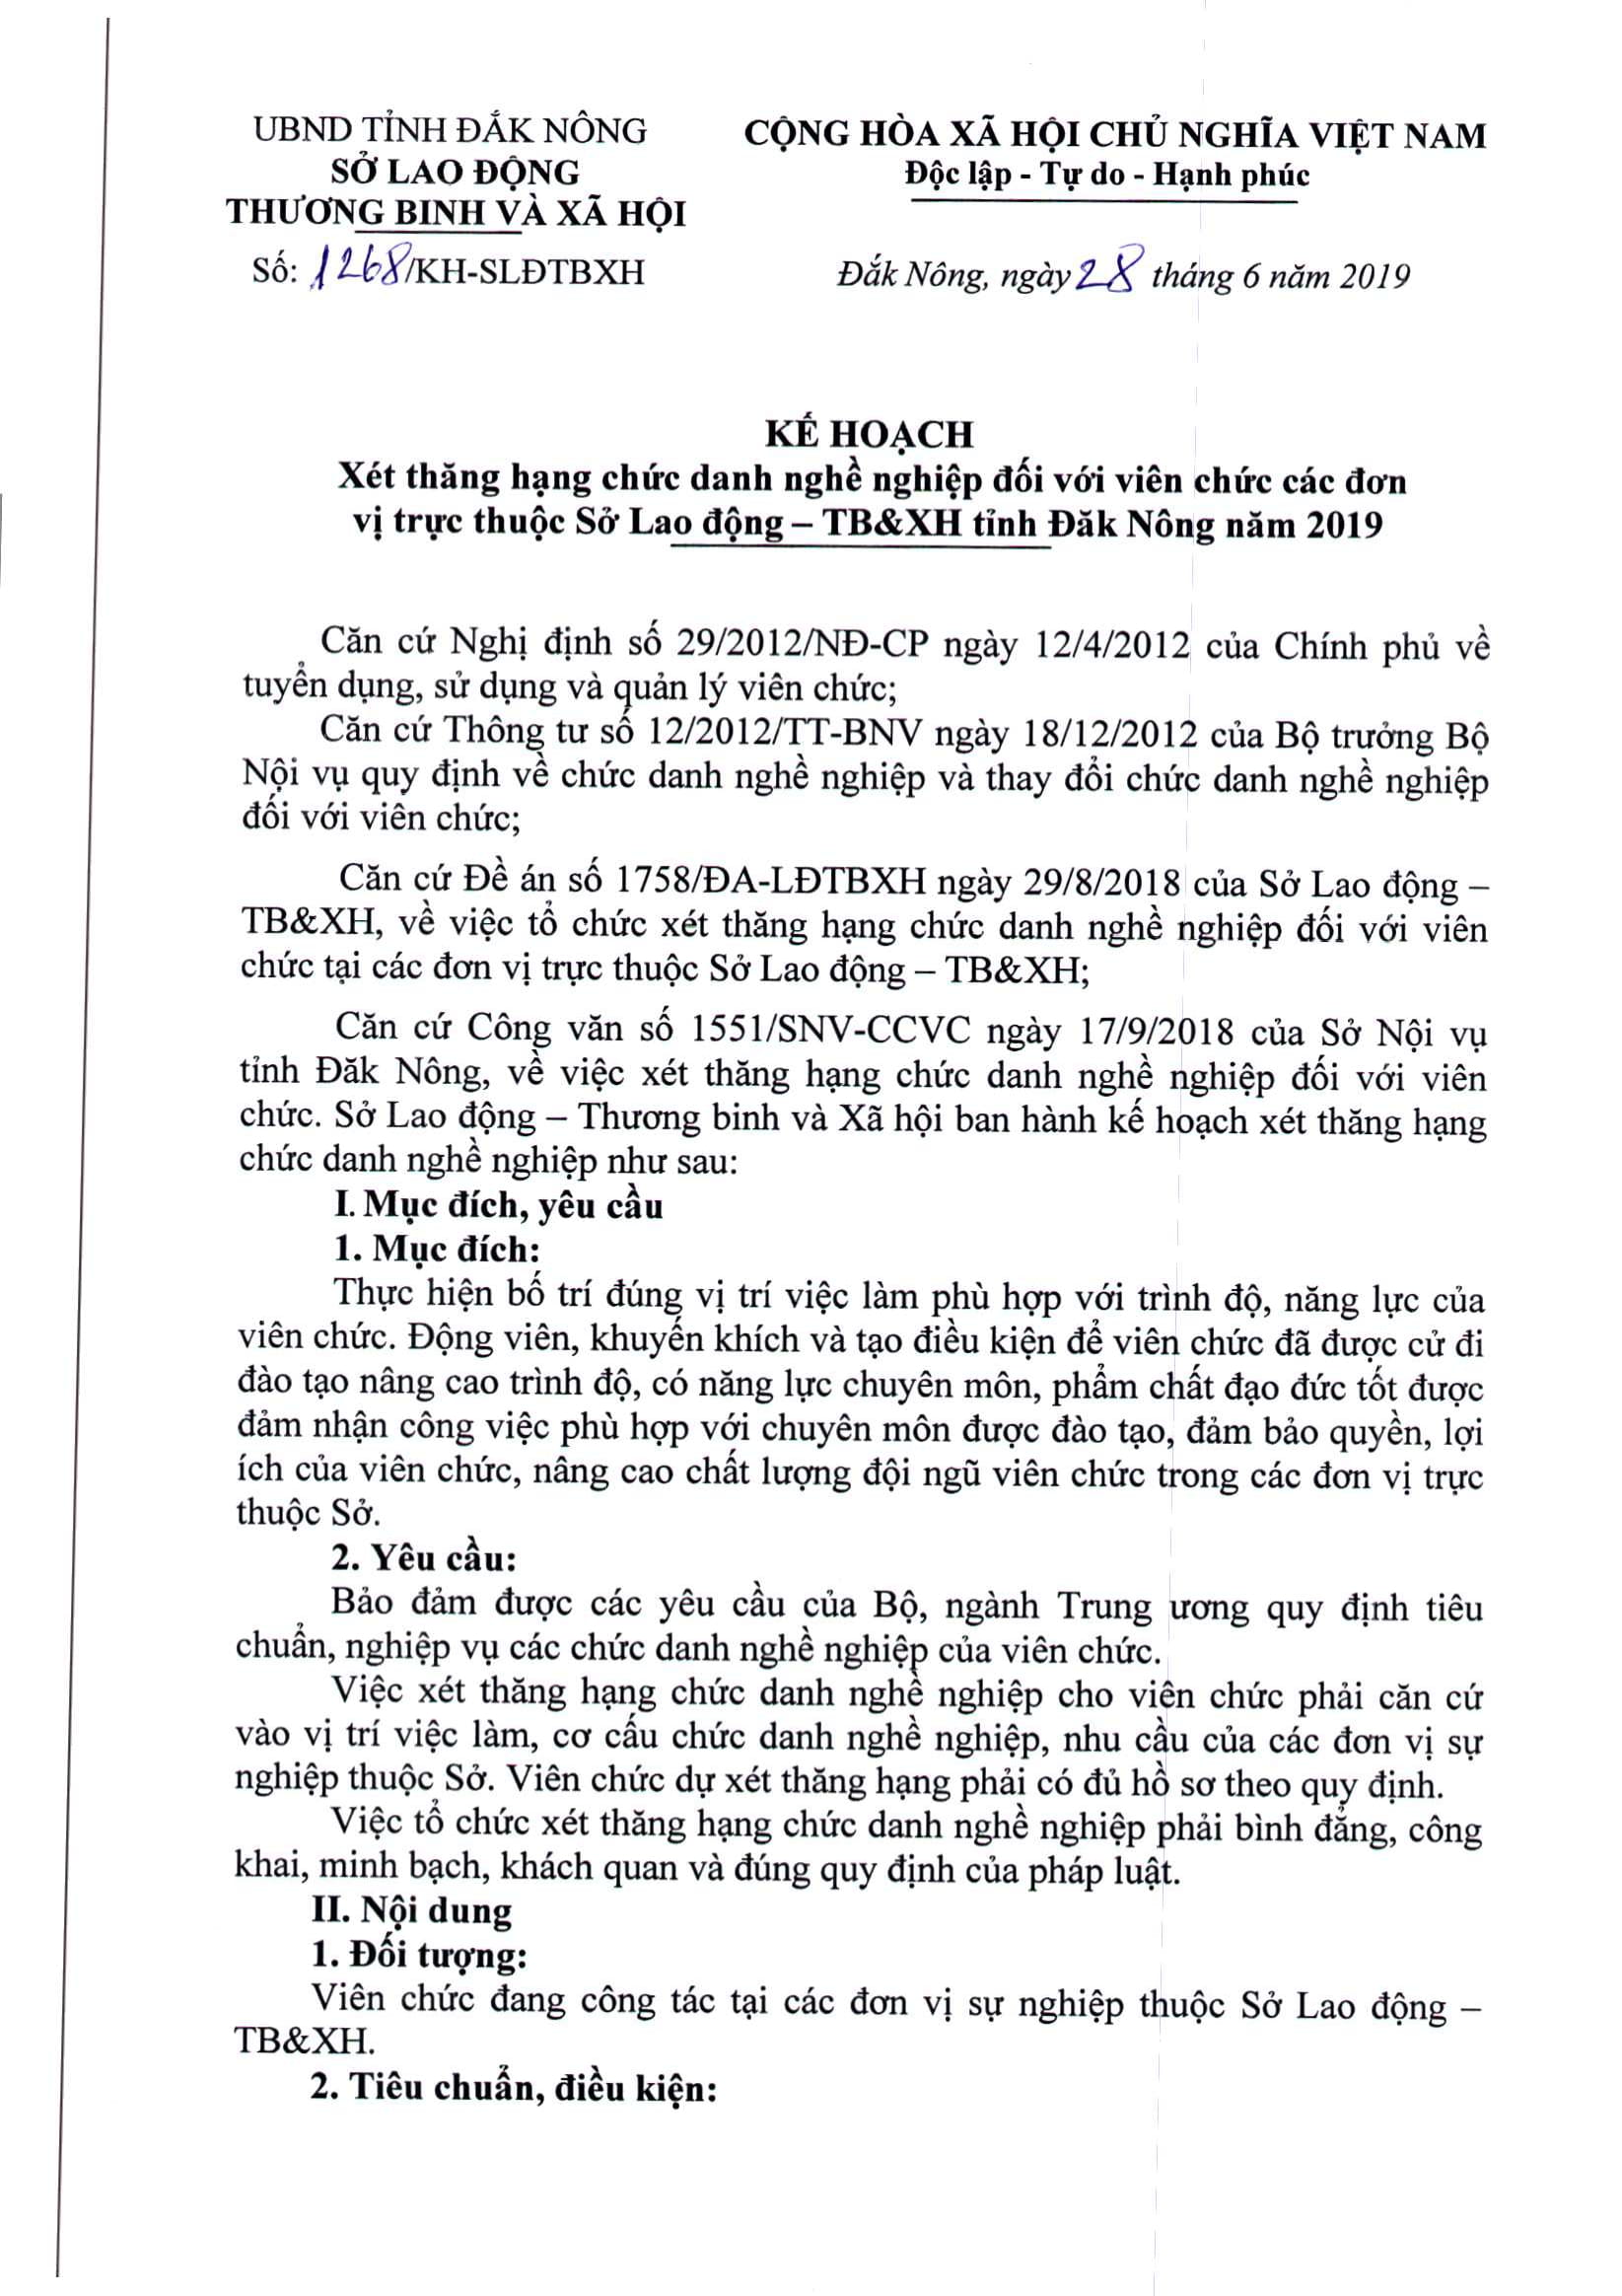 UBND TỈNH ĐẮK NÔNG
SỞ LAO ĐỘNG
THƯƠNG BINH VÀ XÃ HỘI
Số: 1268/KH-SLĐTBXH
CỘNG HÒA XÃ HỘI CHỦ NGHĨA VIỆT NAM
Độc lập - Tự do - Hạnh phúc
Đắk Nông, ngày 28 tháng 6 năm 2019
KẾ HOẠCH
Xét thăng hạng chức danh nghề nghiệp đối với viên chức các đơn
vị trực thuộc Sở Lao động – TB&XH tỉnh Đăk Nông năm 2019
Căn cứ Nghị định số 29/2012/NĐ-CP ngày 12/4/2012 của Chính phủ về
tuyển dụng, sử dụng và quản lý viên chức;
Căn cứ Thông tư số 12/2012/TT-BNV ngày 18/12/2012 của Bộ trưởng Bộ
Nội vụ quy định về chức danh nghề nghiệp và thay đổi chức danh nghề nghiệp
đối với viên chức;
Căn cứ Đề án số 1758/ĐA-LĐTBXH ngày 29/8/2018 của Sở Lao động –
TB&XH, về việc tổ chức xét thăng hạng chức danh nghề nghiệp đối với viên
chức tại các đơn vị trực thuộc Sở Lao động – TB&XH;
Căn cứ Công văn số 1551/SNV-CCVC ngày 17/9/2018 của Sở Nội vụ
tỉnh Đăk Nông, về việc xét thăng hạng chức danh nghề nghiệp đối với viên
chức. Sở Lao động – Thương binh và Xã hội ban hành kế hoạch xét thăng hạng
chức danh nghề nghiệp như sau:
I. Mục đích, yêu cầu
1. Mục đích:
Thực hiện bố trí đúng vị trí việc làm phù hợp với trình độ, năng lực của
viên chức. Động viên, khuyến khích và tạo điều kiện để viên chức đã được cử đi
đào tạo nâng cao trình độ, có năng lực chuyên môn, phẩm chất đạo đức tốt được
đảm nhận công việc phù hợp với chuyên môn được đào tạo, đảm bảo quyền, lợi
ích của viên chức, nâng cao chất lượng đội ngũ viên chức trong các đơn vị trực
thuộc Sở.
2. Yêu cầu:
Bảo đảm được các yêu cầu của Bộ, ngành Trung ương quy định tiêu
chuẩn, nghiệp vụ các chức danh nghề nghiệp của viên chức.
Việc xét thăng hạng chức danh nghề nghiệp cho viên chức phải căn cứ
vào vị trí việc làm, cơ cấu chức danh nghề nghiệp, nhu cầu của các đơn vị sự
nghiệp thuộc Sở. Viên chức dự xét thăng hạng phải có đủ hồ sơ theo quy định.
Việc tổ chức xét thăng hạng chức danh nghề nghiệp phải bình đẳng, công
khai, minh bạch, khách quan và đúng quy định của pháp luật.
II. Nội dung
1. Đối tượng:
Viên chức đang công tác tại các đơn vị sự nghiệp thuộc Sở Lao động –
TB&XH.
2. Tiêu chuẩn, điều kiện: